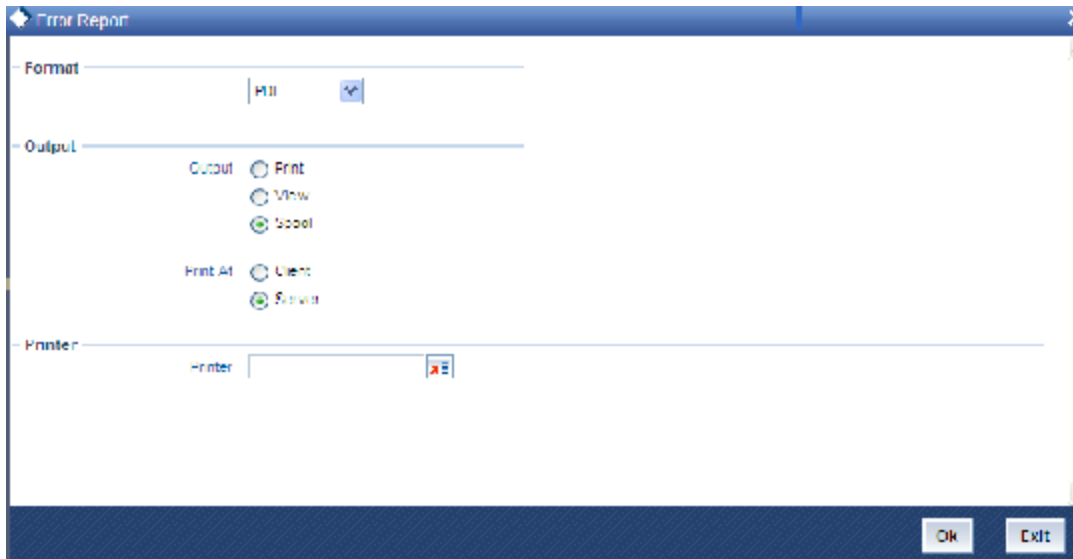 Error Report
Format
PDF
Output
Output Print
View
Spool
Print At Client
Server
Printer
Printer
Ok Exit